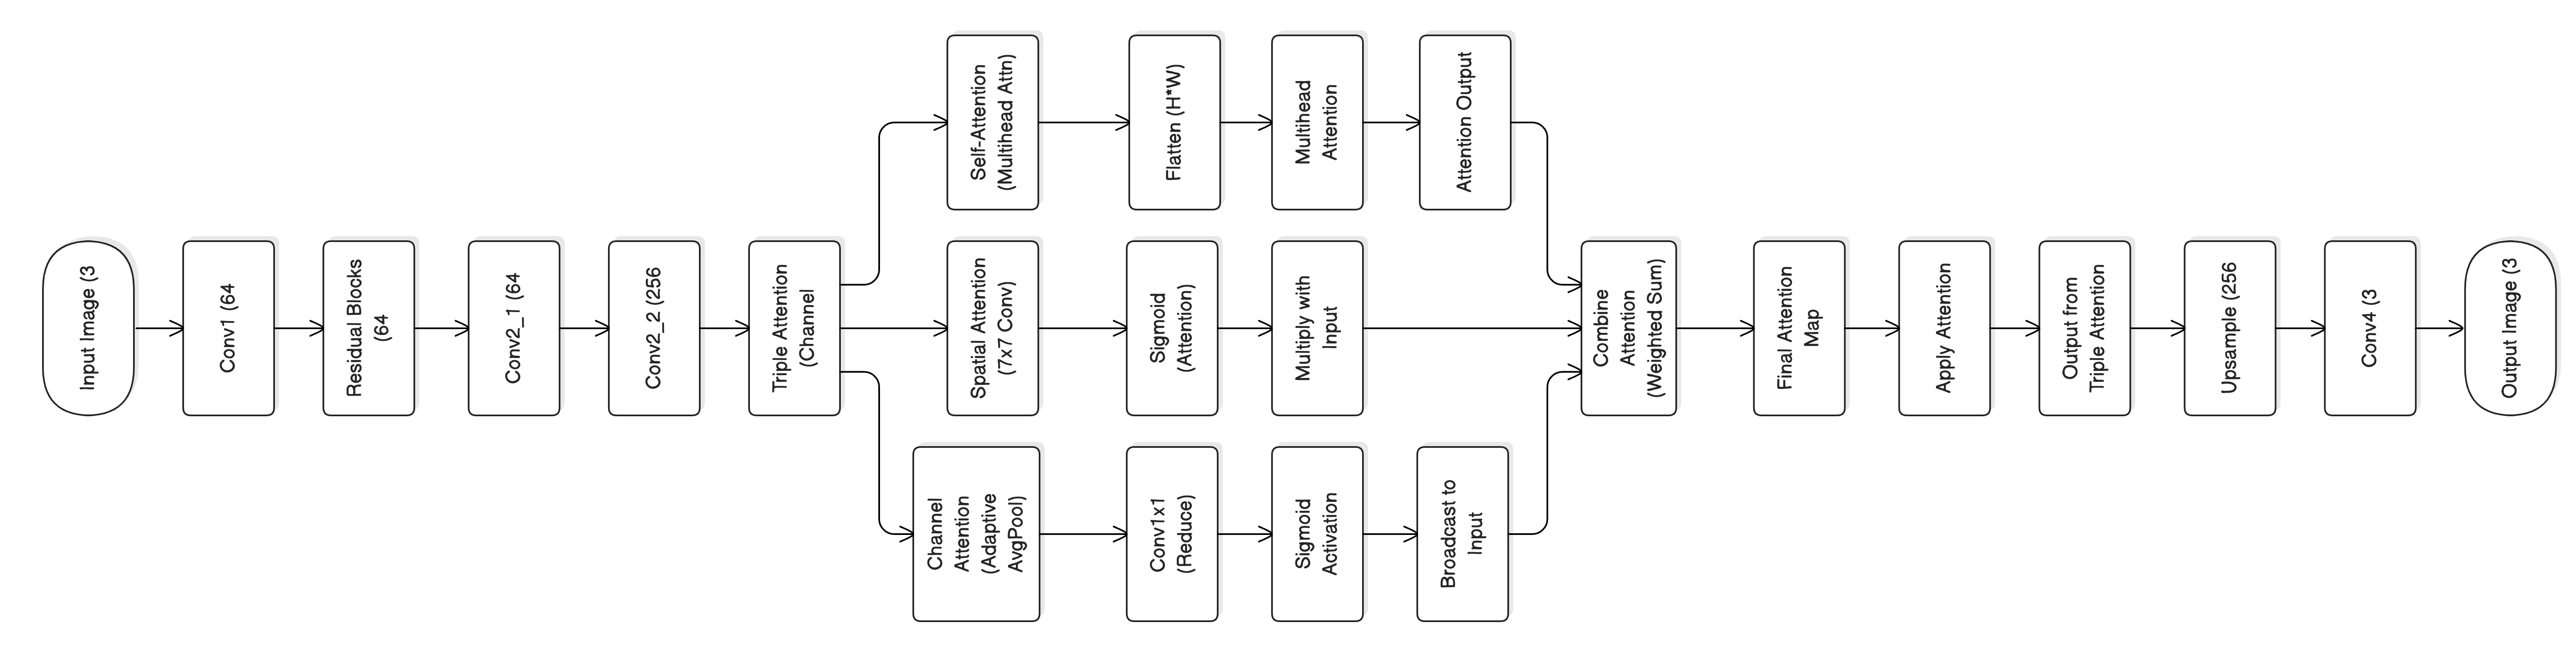 Input Image (3
Conv1 (64
Residual Blocks
(64
Conv2_1 (64
Conv2_2 (256
Triple Attention
(Channel
Self-Attention
(Multihead Attn)
Flatten (H*W)
Multihead
Attention
Attention Output
Spatial Attention
(7x7 Conv)
Sigmoid
(Attention)
Multiply with
Input
Channel
Attention
(Adaptive
AvgPool)
Conv1x1
(Reduce)
Sigmoid
Activation
Broadcast to
Input
Combine
Attention
(Weighted Sum)
Final Attention
Map
Apply Attention
Output from
Triple Attention
Upsample (256
Conv4 (3
Output Image (3